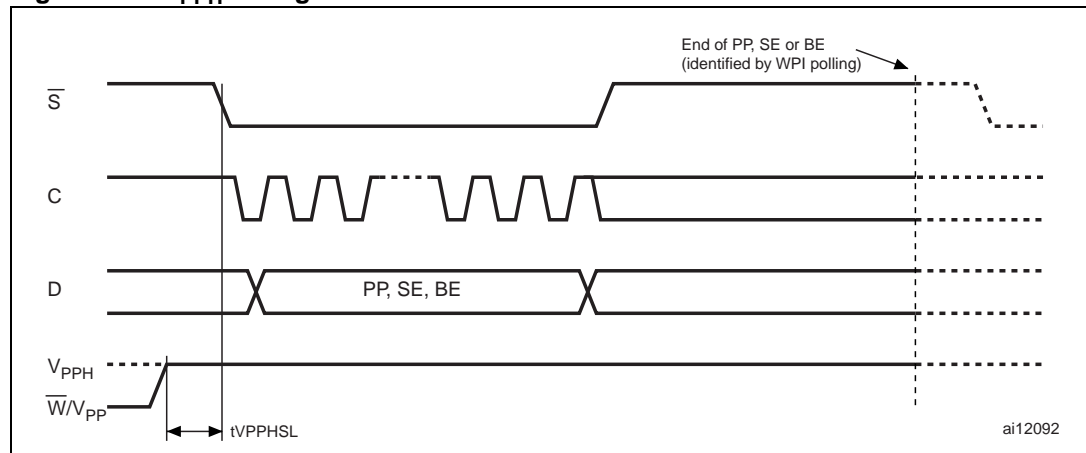 End of PP, SE or BE
(identified by WPI polling)
S̅
C
D
PP, SE, BE
VPPH
W̅/VPP
tVPPHSL
ai12092